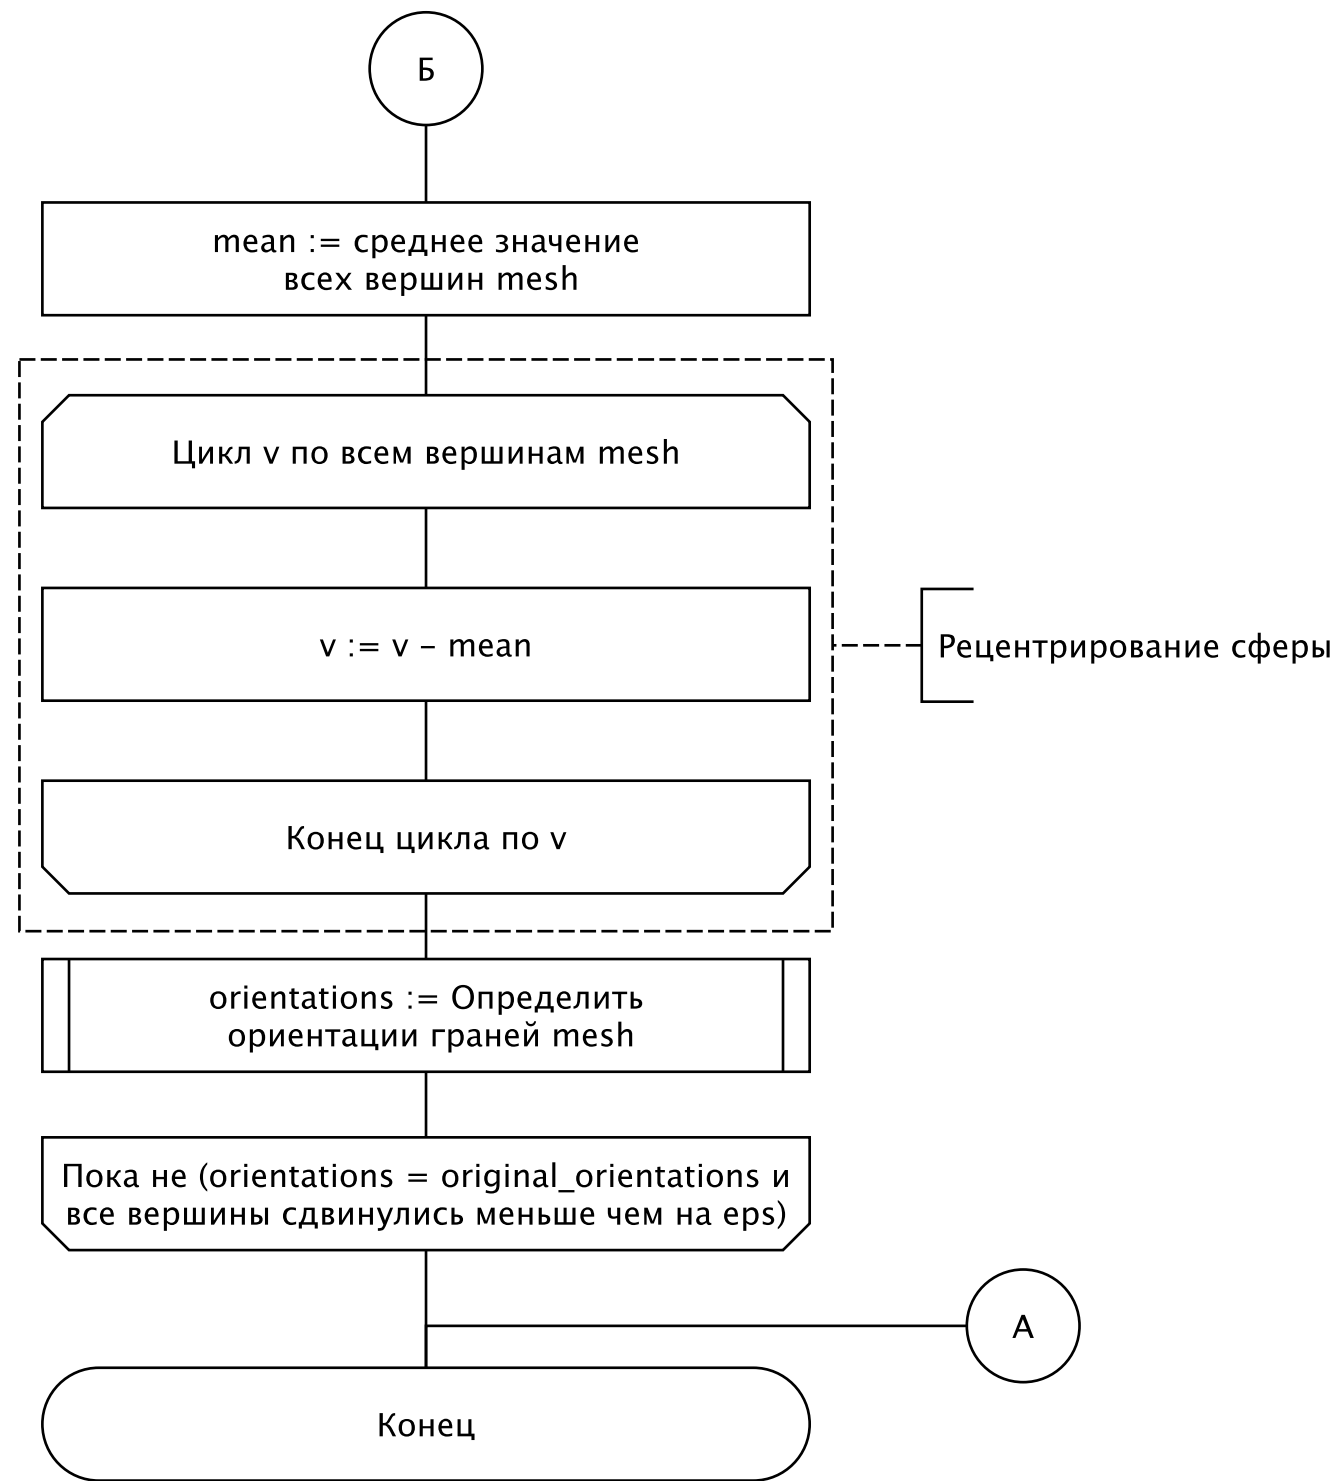 Б
mean := среднее значение
всех вершин mesh
Цикл v по всем вершинам mesh
v := v – mean
Рецентрирование сферы
Конец цикла по v
orientations := Определить
ориентации граней mesh
Пока не (orientations = original_orientations и
все вершины сдвинулись меньше чем на eps)
А
Конец